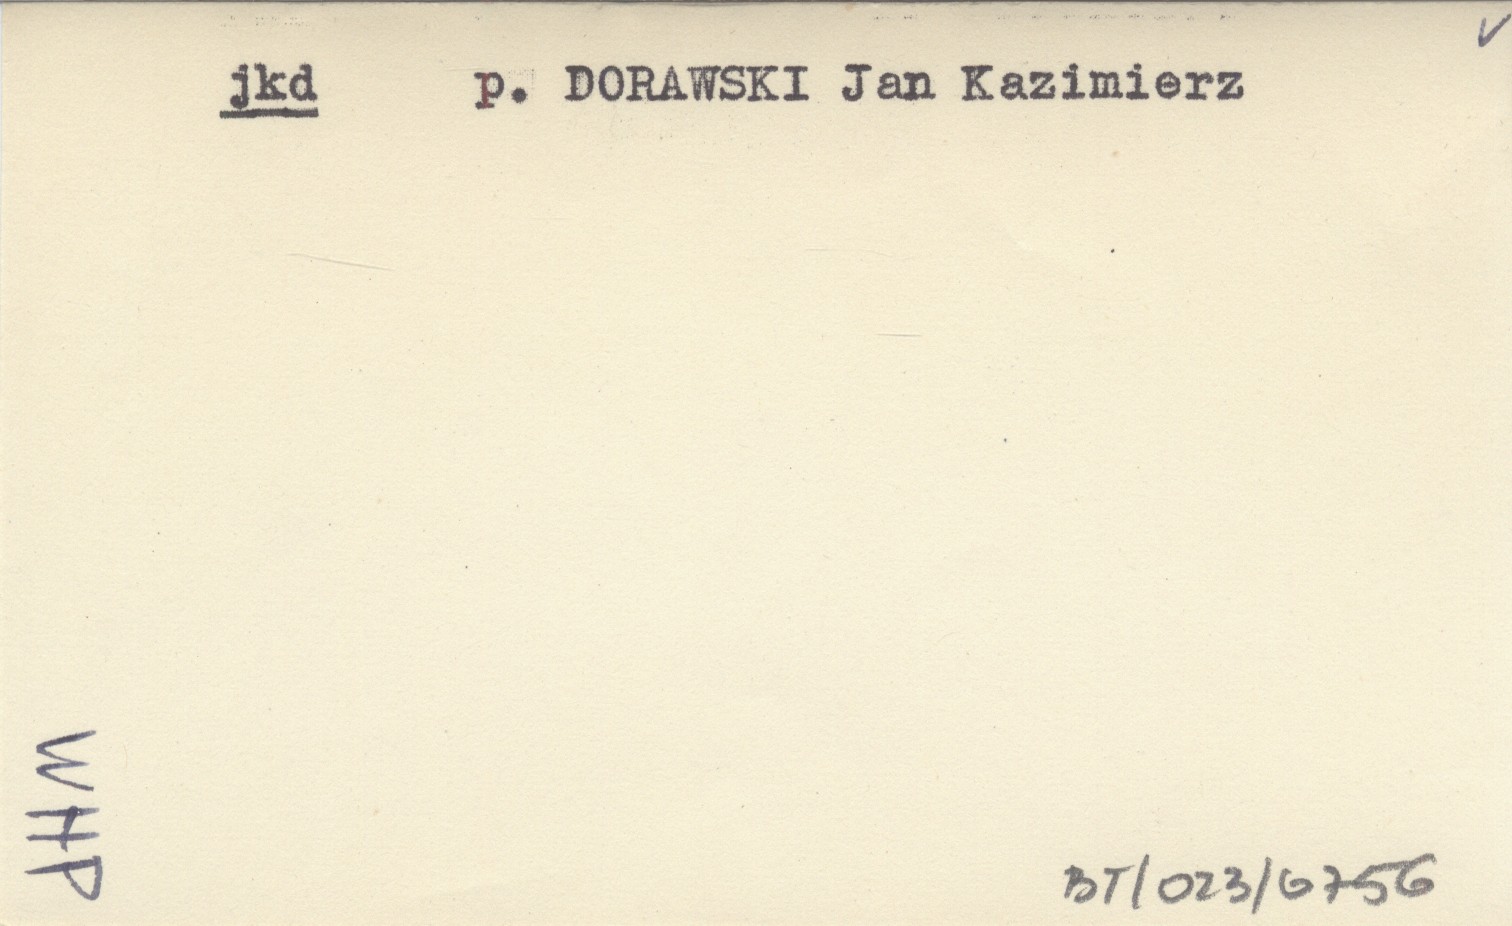 jkd p. DORAWSKI Jan Kazimierz
WHP
BT/023/6756